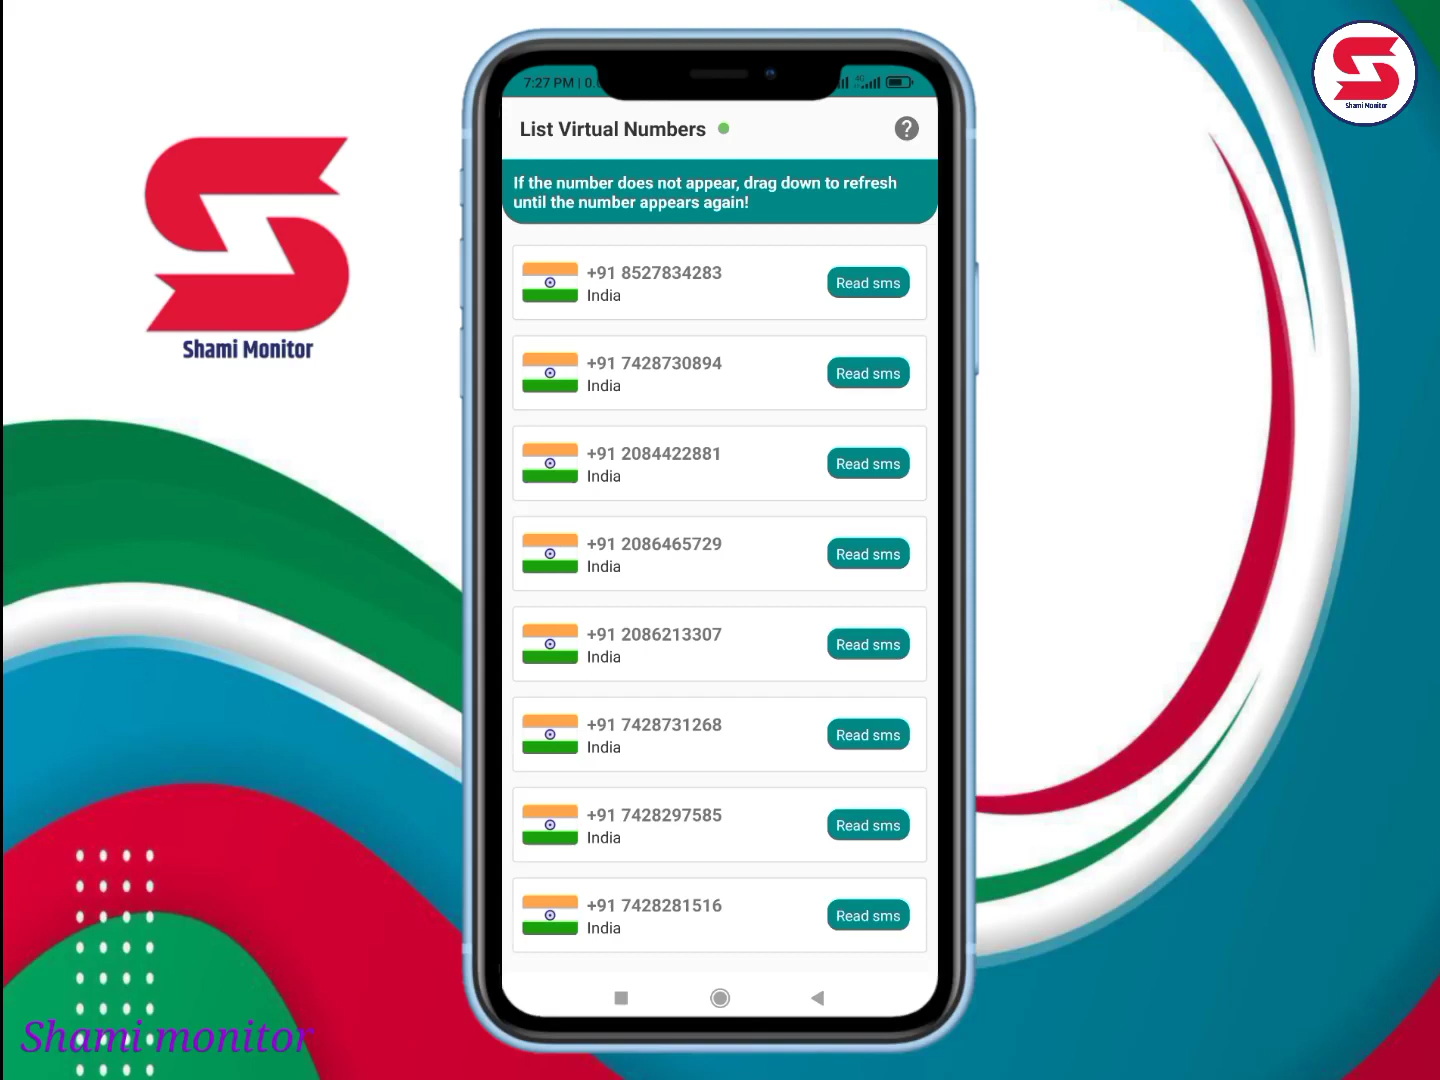 Shami Monitor
Shami Monitor
7:27 PM | 0.
4G
List Virtual Numbers
?
If the number does not appear, drag down to refresh
until the number appears again!
+91 8527834283
India
Read sms
+91 7428730894
India
Read sms
+91 2084422881
India
Read sms
+91 2086465729
India
Read sms
+91 2086213307
India
Read sms
+91 7428731268
India
Read sms
+91 7428297585
India
Read sms
+91 7428281516
India
Read sms
Shami monitor